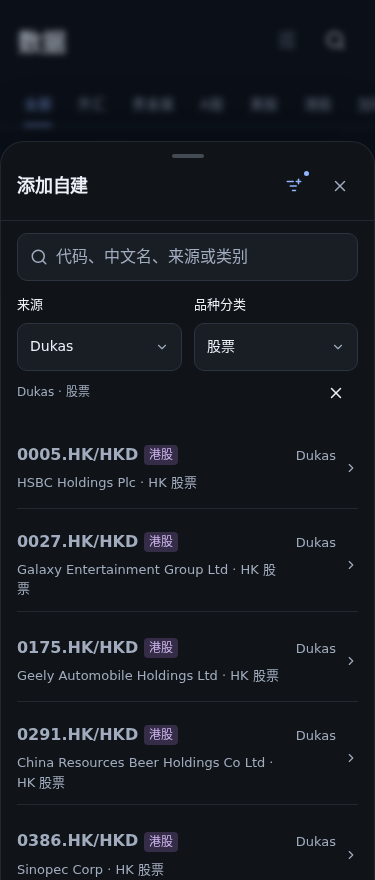 数据
添加自建
代码、中文名、来源或类别
来源
品种分类
Dukas
股票
Dukas · 股票
0005.HK/HKD 港股 Dukas
HSBC Holdings Plc · HK 股票
0027.HK/HKD 港股 Dukas
Galaxy Entertainment Group Ltd · HK 股
票
0175.HK/HKD 港股 Dukas
Geely Automobile Holdings Ltd · HK 股票
0291.HK/HKD 港股 Dukas
China Resources Beer Holdings Co Ltd ·
HK 股票
0386.HK/HKD 港股 Dukas
Sinopec Corp · HK 股票